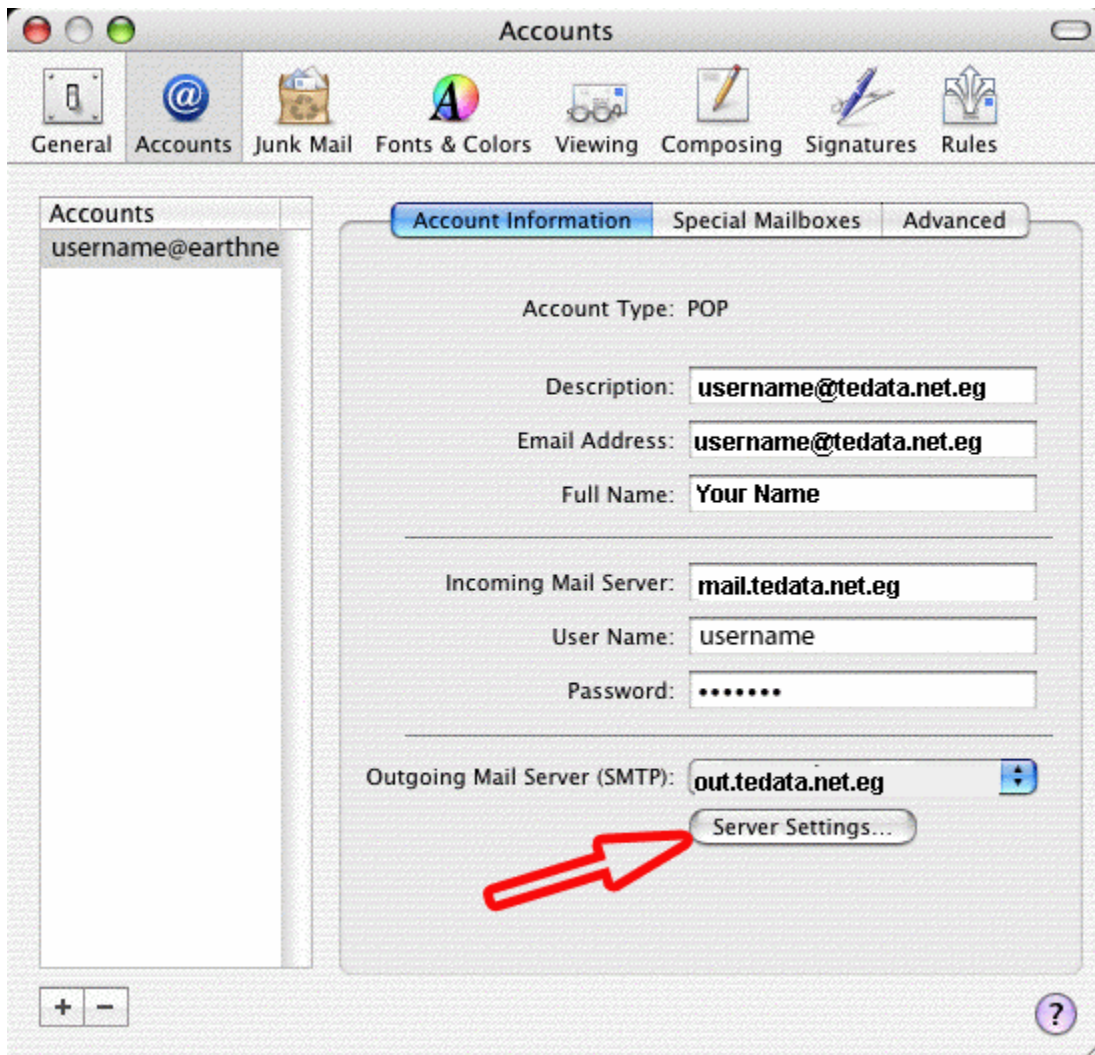 Accounts
General Accounts Junk Mail Fonts & Colors Viewing Composing Signatures Rules
Accounts
username@earthne
Account Information Special Mailboxes Advanced
Account Type: POP
Description: username@tedata.net.eg
Email Address: username@tedata.net.eg
Full Name: Your Name
Incoming Mail Server: mail.tedata.net.eg
User Name: username
Password: •••••••
Outgoing Mail Server (SMTP): out.tedata.net.eg
Server Settings...
+ −
?